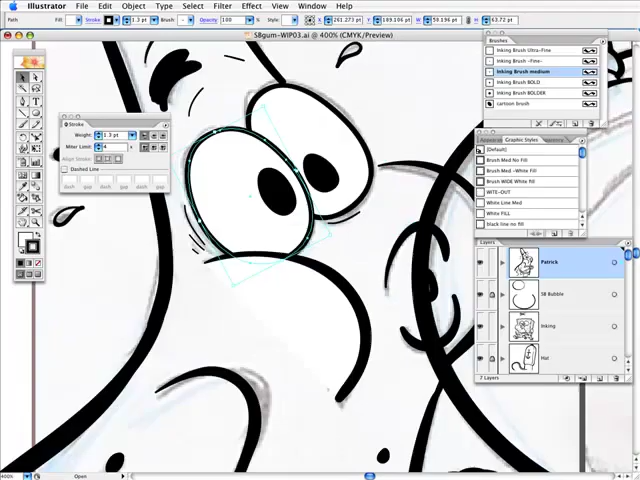 Illustrator File Edit Object Type Select Filter Effect View Window Help
Path Fill: Stroke: 1.3 pt Brush: Opacity: 100 % Style: X: 261.273 pt Y: 189.106 pt W: 59.136 pt H: 63.72 pt
SBgum-WIP03.ai @ 400% (CMYK/Preview)
Brushes
Inking Brush Ultra-Fine
Inking Brush -Fine-
Inking Brush medium
Inking Brush BOLD
Inking Brush BOLDER
cartoon brush
Stroke
Weight: 1.3 pt
Miter Limit: 4 x
Align Stroke:
Dashed Line
dash gap dash gap dash gap
Graphic Styles
[Default]
Brush Med No Fill
Brush Med -White Fill
Brush WIDE White fill
WITE-OUT
White Line Med
White FILL
black line no fill
Layers
Patrick
SB Bubble
Inking
Hat
7 Layers
400% Open